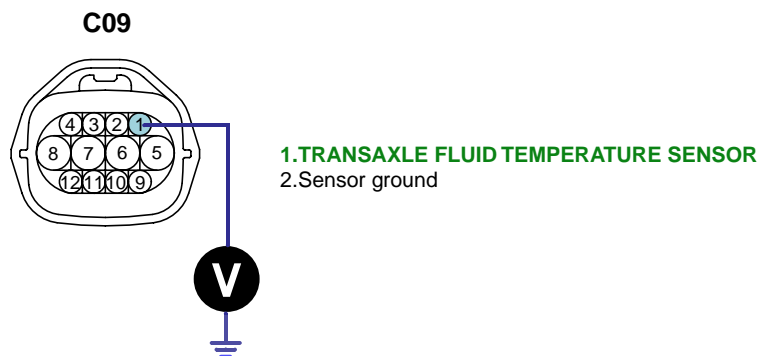 C09
4 3 2 1
8 7 6 5
12 11 10 9
1.TRANSAXLE FLUID TEMPERATURE SENSOR
2.Sensor ground
V